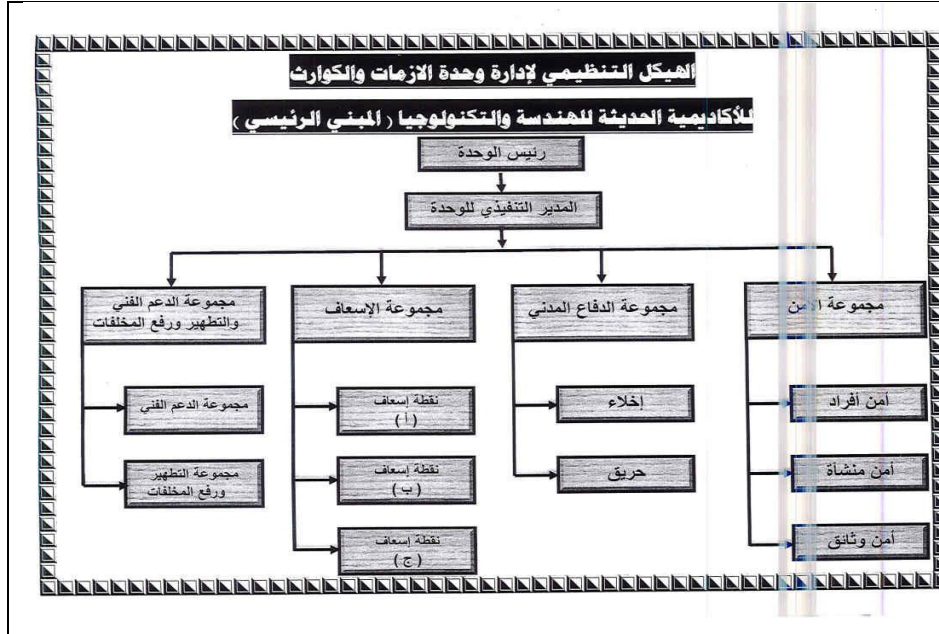 الهيكل التنظيمي لإدارة وحدة الازمات والكوارث
للأكاديمية الحديثة للهندسة والتكنولوجيا ( المبني الرئيسي )
رئيس الوحدة
المدير التنفيذي للوحدة
مجموعة الأمن
مجموعة الدفاع المدني
مجموعة الإسعاف
مجموعة الدعم الفني
والتطهير ورفع المخلفات
أمن أفراد
إخلاء
نقطة إسعاف
( أ )
مجموعة الدعم الفني
أمن منشأة
حريق
نقطة إسعاف
( ب )
مجموعة التطهير
ورفع المخلفات
أمن وثائق
نقطة إسعاف
( ج )